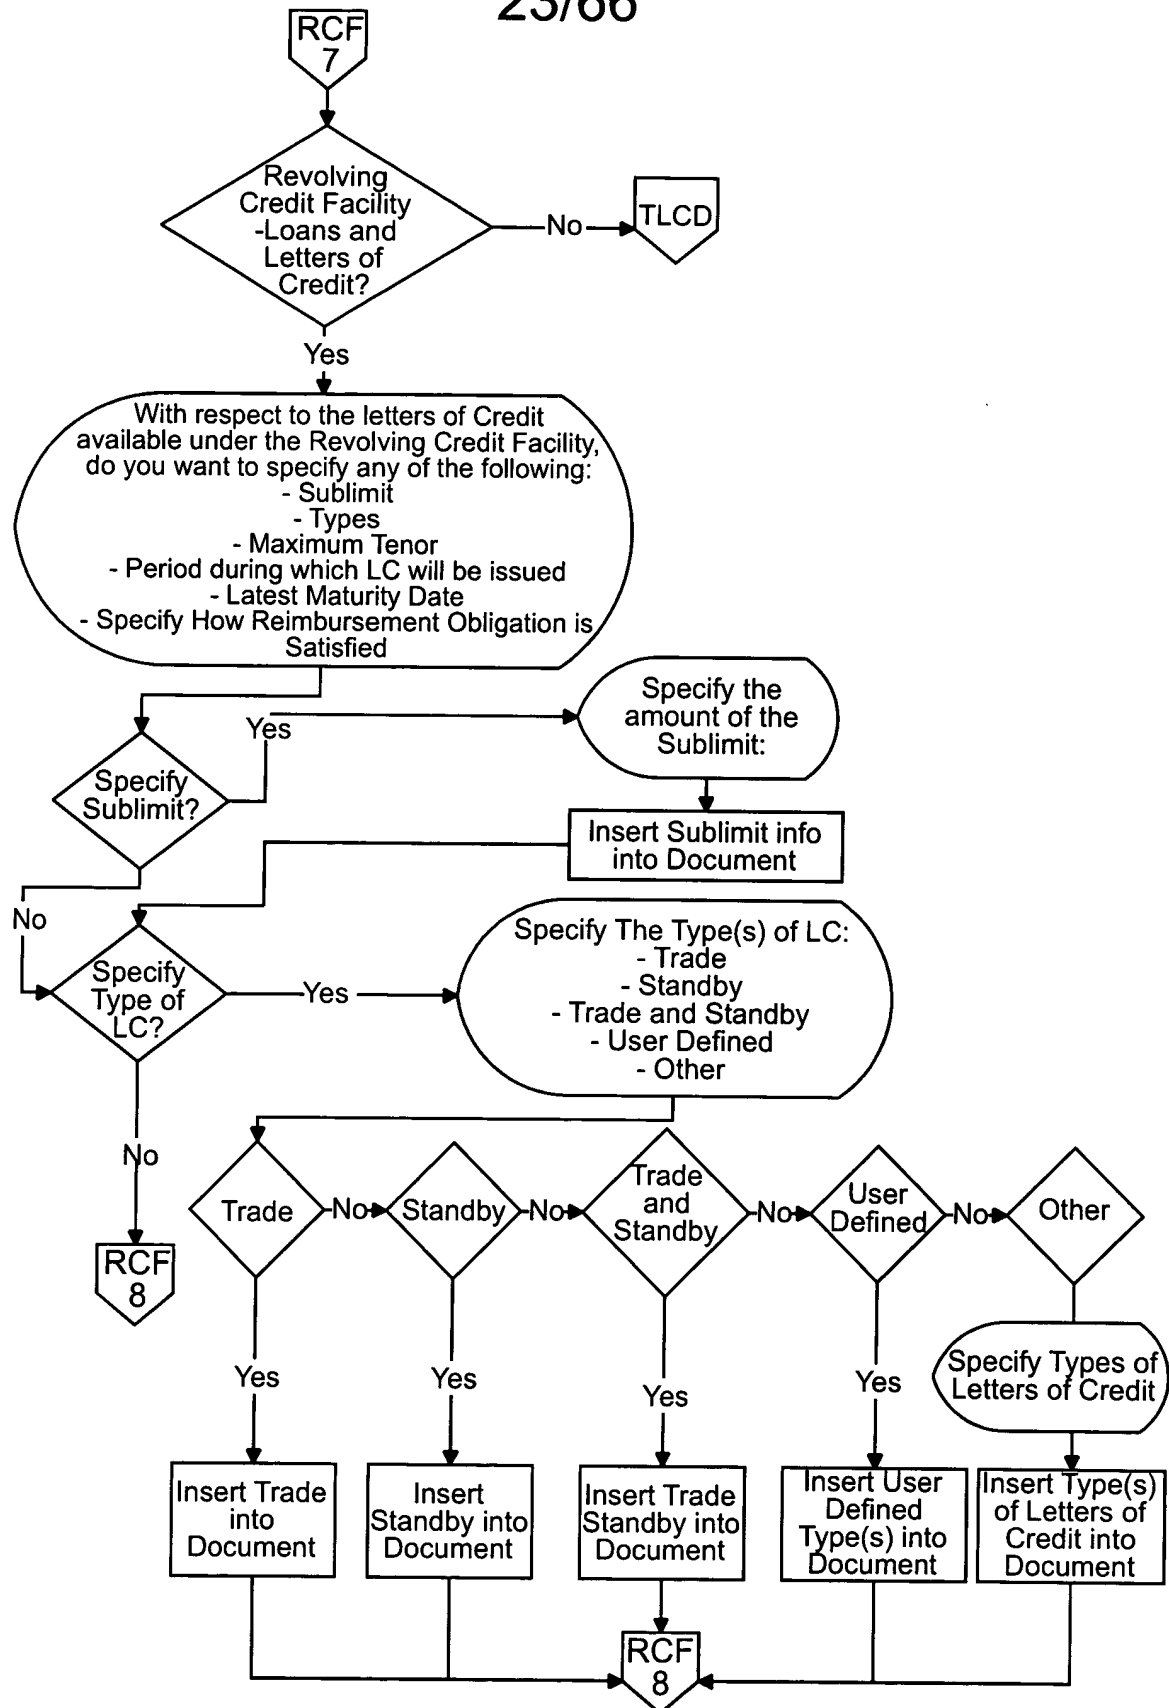 23/66
RCF
7
Revolving
Credit Facility
-Loans and
Letters of
Credit?
No
TLCD
Yes
With respect to the letters of Credit
available under the Revolving Credit Facility,
do you want to specify any of the following:
- Sublimit
- Types
- Maximum Tenor
- Period during which LC will be issued
- Latest Maturity Date
- Specify How Reimbursement Obligation is
Satisfied
Specify
Sublimit?
Yes
Specify the
amount of the
Sublimit:
Insert Sublimit info
into Document
No
Specify
Type of
LC?
Yes
Specify The Type(s) of LC:
- Trade
- Standby
- Trade and Standby
- User Defined
- Other
No
RCF
8
Trade
No
Standby
No
Trade
and
Standby
No
User
Defined
No
Other
Yes
Yes
Yes
Yes
Specify Types of
Letters of Credit
Insert Trade
into
Document
Insert
Standby into
Document
Insert Trade
Standby into
Document
Insert User
Defined
Type(s) into
Document
Insert Type(s)
of Letters of
Credit into
Document
RCF
8